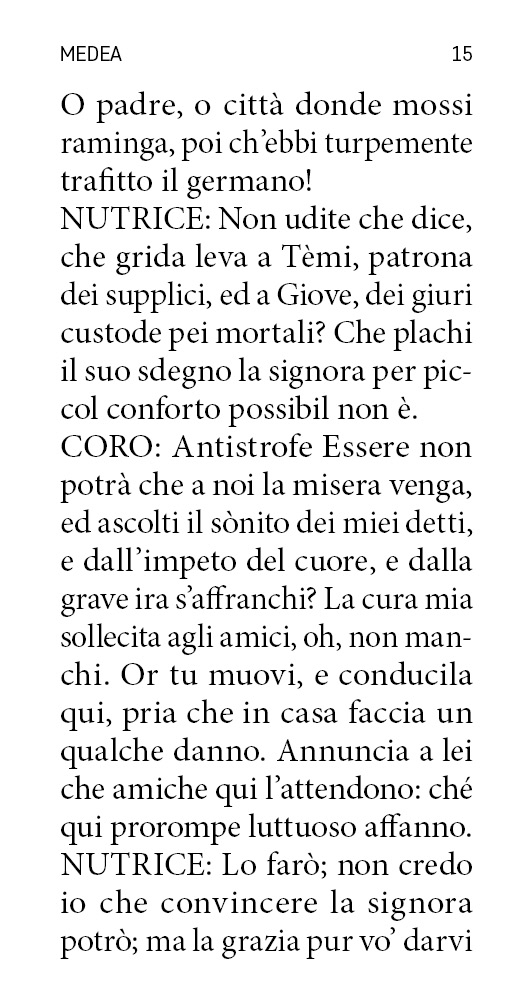 MEDEA 15
O padre, o città donde mossi
raminga, poi ch’ebbi turpemente
trafitto il germano!
NUTRICE: Non udite che dice,
che grida leva a Tèmi, patrona
dei supplici, ed a Giove, dei giuri
custode pei mortali? Che plachi
il suo sdegno la signora per pic-
col conforto possibil non è.
CORO: Antistrofe Essere non
potrà che a noi la misera venga,
ed ascolti il sònito dei miei detti,
e dall’impeto del cuore, e dalla
grave ira s’affranchi? La cura mia
sollecita agli amici, oh, non man-
chi. Or tu muovi, e conducila
qui, pria che in casa faccia un
qualche danno. Annuncia a lei
che amiche qui l’attendono: ché
qui prorompe luttuoso affanno.
NUTRICE: Lo farò; non credo
io che convincere la signora
potrò; ma la grazia pur vo’ darvi